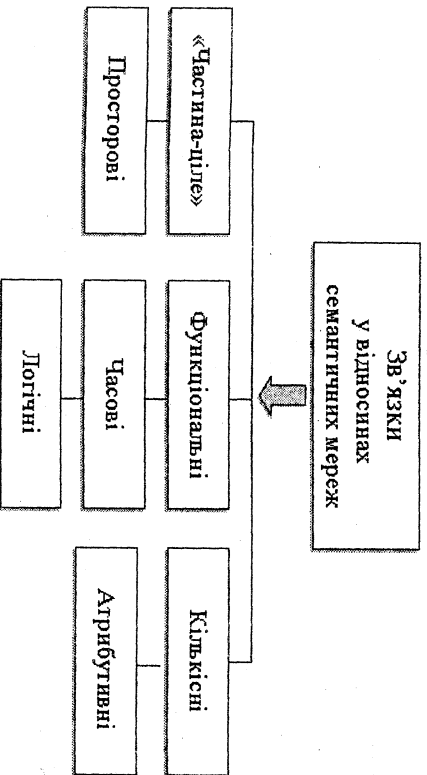 Зв’язки
у відносинах
семантичних мереж
«Частина-ціле»
Функціональні
Кількісні
Просторові
Часові
Атрибутивні
Логічні